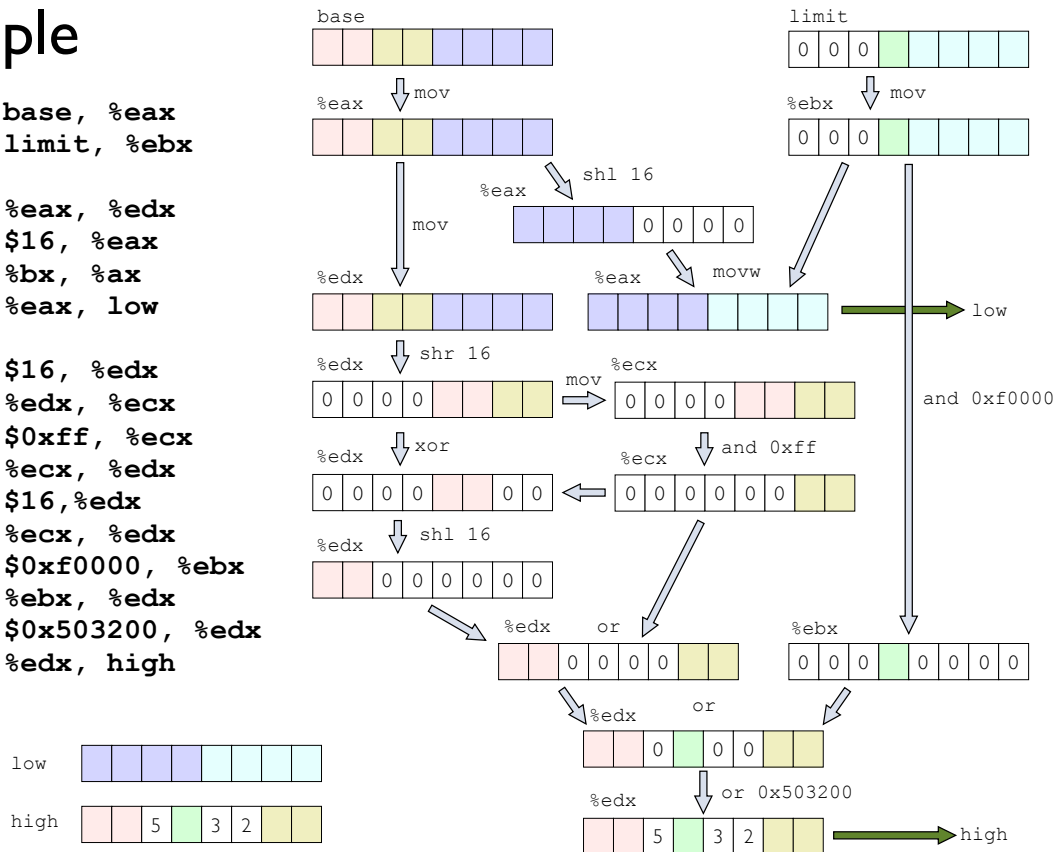 ple
base, %eax
limit, %ebx
%eax, %edx
$16, %eax
%bx, %ax
%eax, low
$16, %edx
%edx, %ecx
$0xff, %ecx
%ecx, %edx
$16,%edx
%ecx, %edx
$0xf0000, %ebx
%ebx, %edx
$0x503200, %edx
%edx, high
low
high 5 3 2
base
limit
0 0 0
mov
mov
%eax
%ebx
0 0 0
shl 16
%eax
0 0 0 0
mov
%edx
%eax
movw
low
shr 16
%edx
0 0 0 0
mov
%ecx
0 0 0 0
and 0xf0000
xor
and 0xff
%edx
0 0 0 0 0 0
%ecx
0 0 0 0 0 0
shl 16
%edx
0 0 0 0 0 0
%edx or
0 0 0 0
%ebx
0 0 0 0 0 0 0
or
%edx
0 0 0
or 0x503200
%edx
5 3 2
high